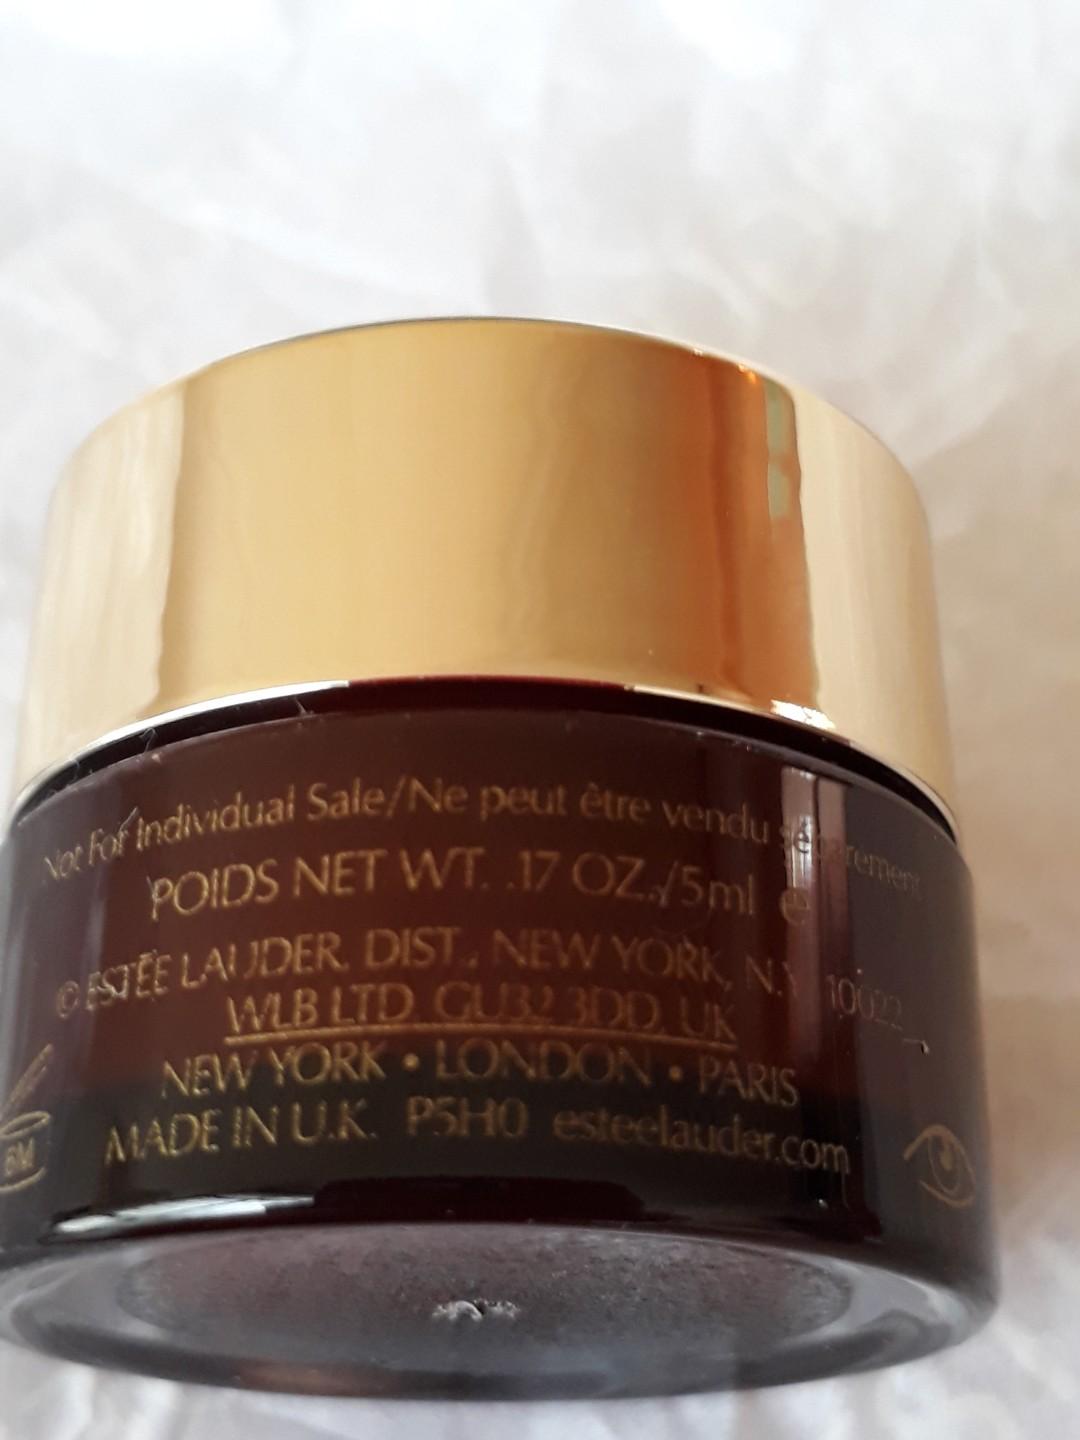 Not For Individual Sale/Ne peut être vendu séparement
POIDS NET WT. .17 OZ./5ml e
© ESTÉE LAUDER. DIST., NEW YORK, N.Y. 10022
WLB LTD, GU32 3DD, UK
NEW YORK • LONDON • PARIS
MADE IN U.K. P5H0 esteelauder.com
6M